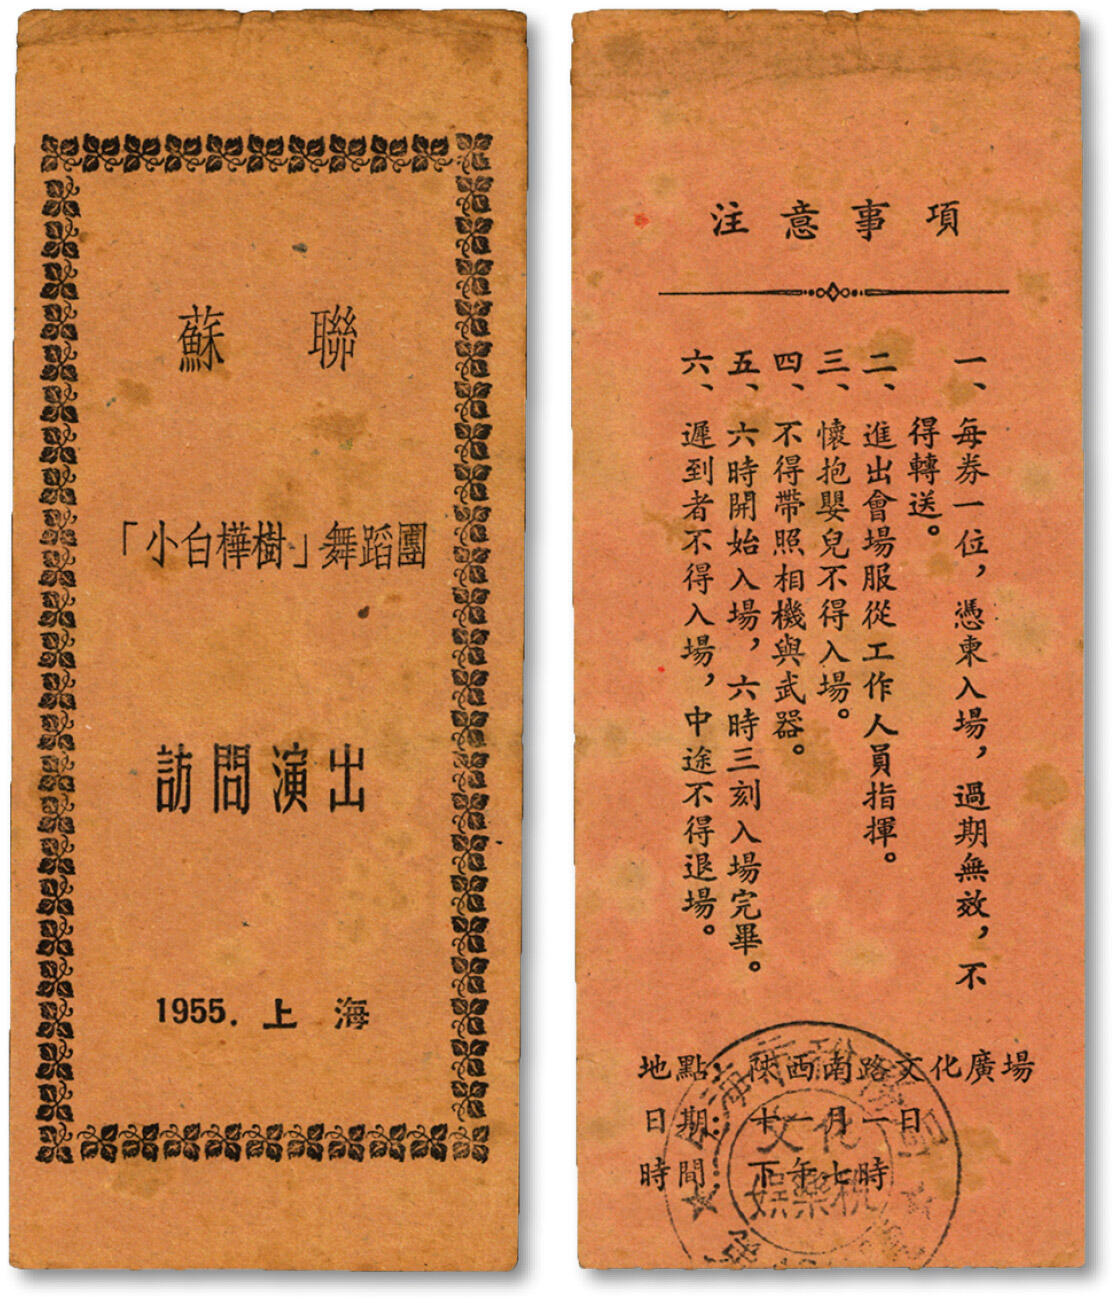 蘇聯
「小白樺樹」舞蹈團
訪問演出
1955. 上海
注意事項
一、每券一位，憑柬入場，過期無效，不
得轉送。
二、進出會場服從工作人員指揮。
三、懷抱嬰兒不得入場。
四、不得帶照相機與武器。
五、六時開始入場，六時三刻入場完畢。
六、遲到者不得入場，中途不得退場。
地點：陝西南路文化廣場
日期：十一月一日
時間：下午七時
文化
娛樂稅